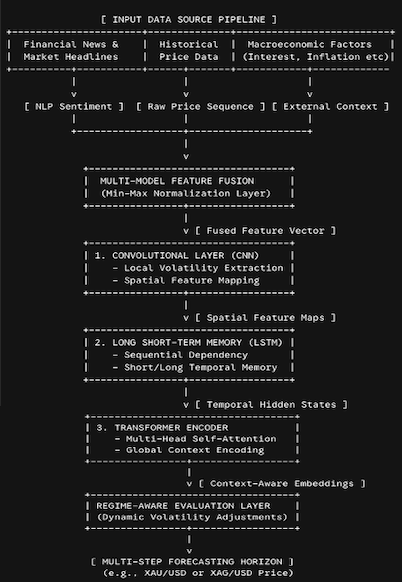 [ INPUT DATA SOURCE PIPELINE ]
Financial News & Market Headlines
Historical Price Data
Macroeconomic Factors (Interest, Inflation etc)
[ NLP Sentiment ] [ Raw Price Sequence ] [ External Context ]
MULTI-MODEL FEATURE FUSION
(Min-Max Normalization Layer)
[ Fused Feature Vector ]
1. CONVOLUTIONAL LAYER (CNN)
- Local Volatility Extraction
- Spatial Feature Mapping
[ Spatial Feature Maps ]
2. LONG SHORT-TERM MEMORY (LSTM)
- Sequential Dependency
- Short/Long Temporal Memory
[ Temporal Hidden States ]
3. TRANSFORMER ENCODER
- Multi-Head Self-Attention
- Global Context Encoding
[ Context-Aware Embeddings ]
REGIME-AWARE EVALUATION LAYER
(Dynamic Volatility Adjustments)
[ MULTI-STEP FORECASTING HORIZON ]
(e.g., XAU/USD or XAG/USD Price)